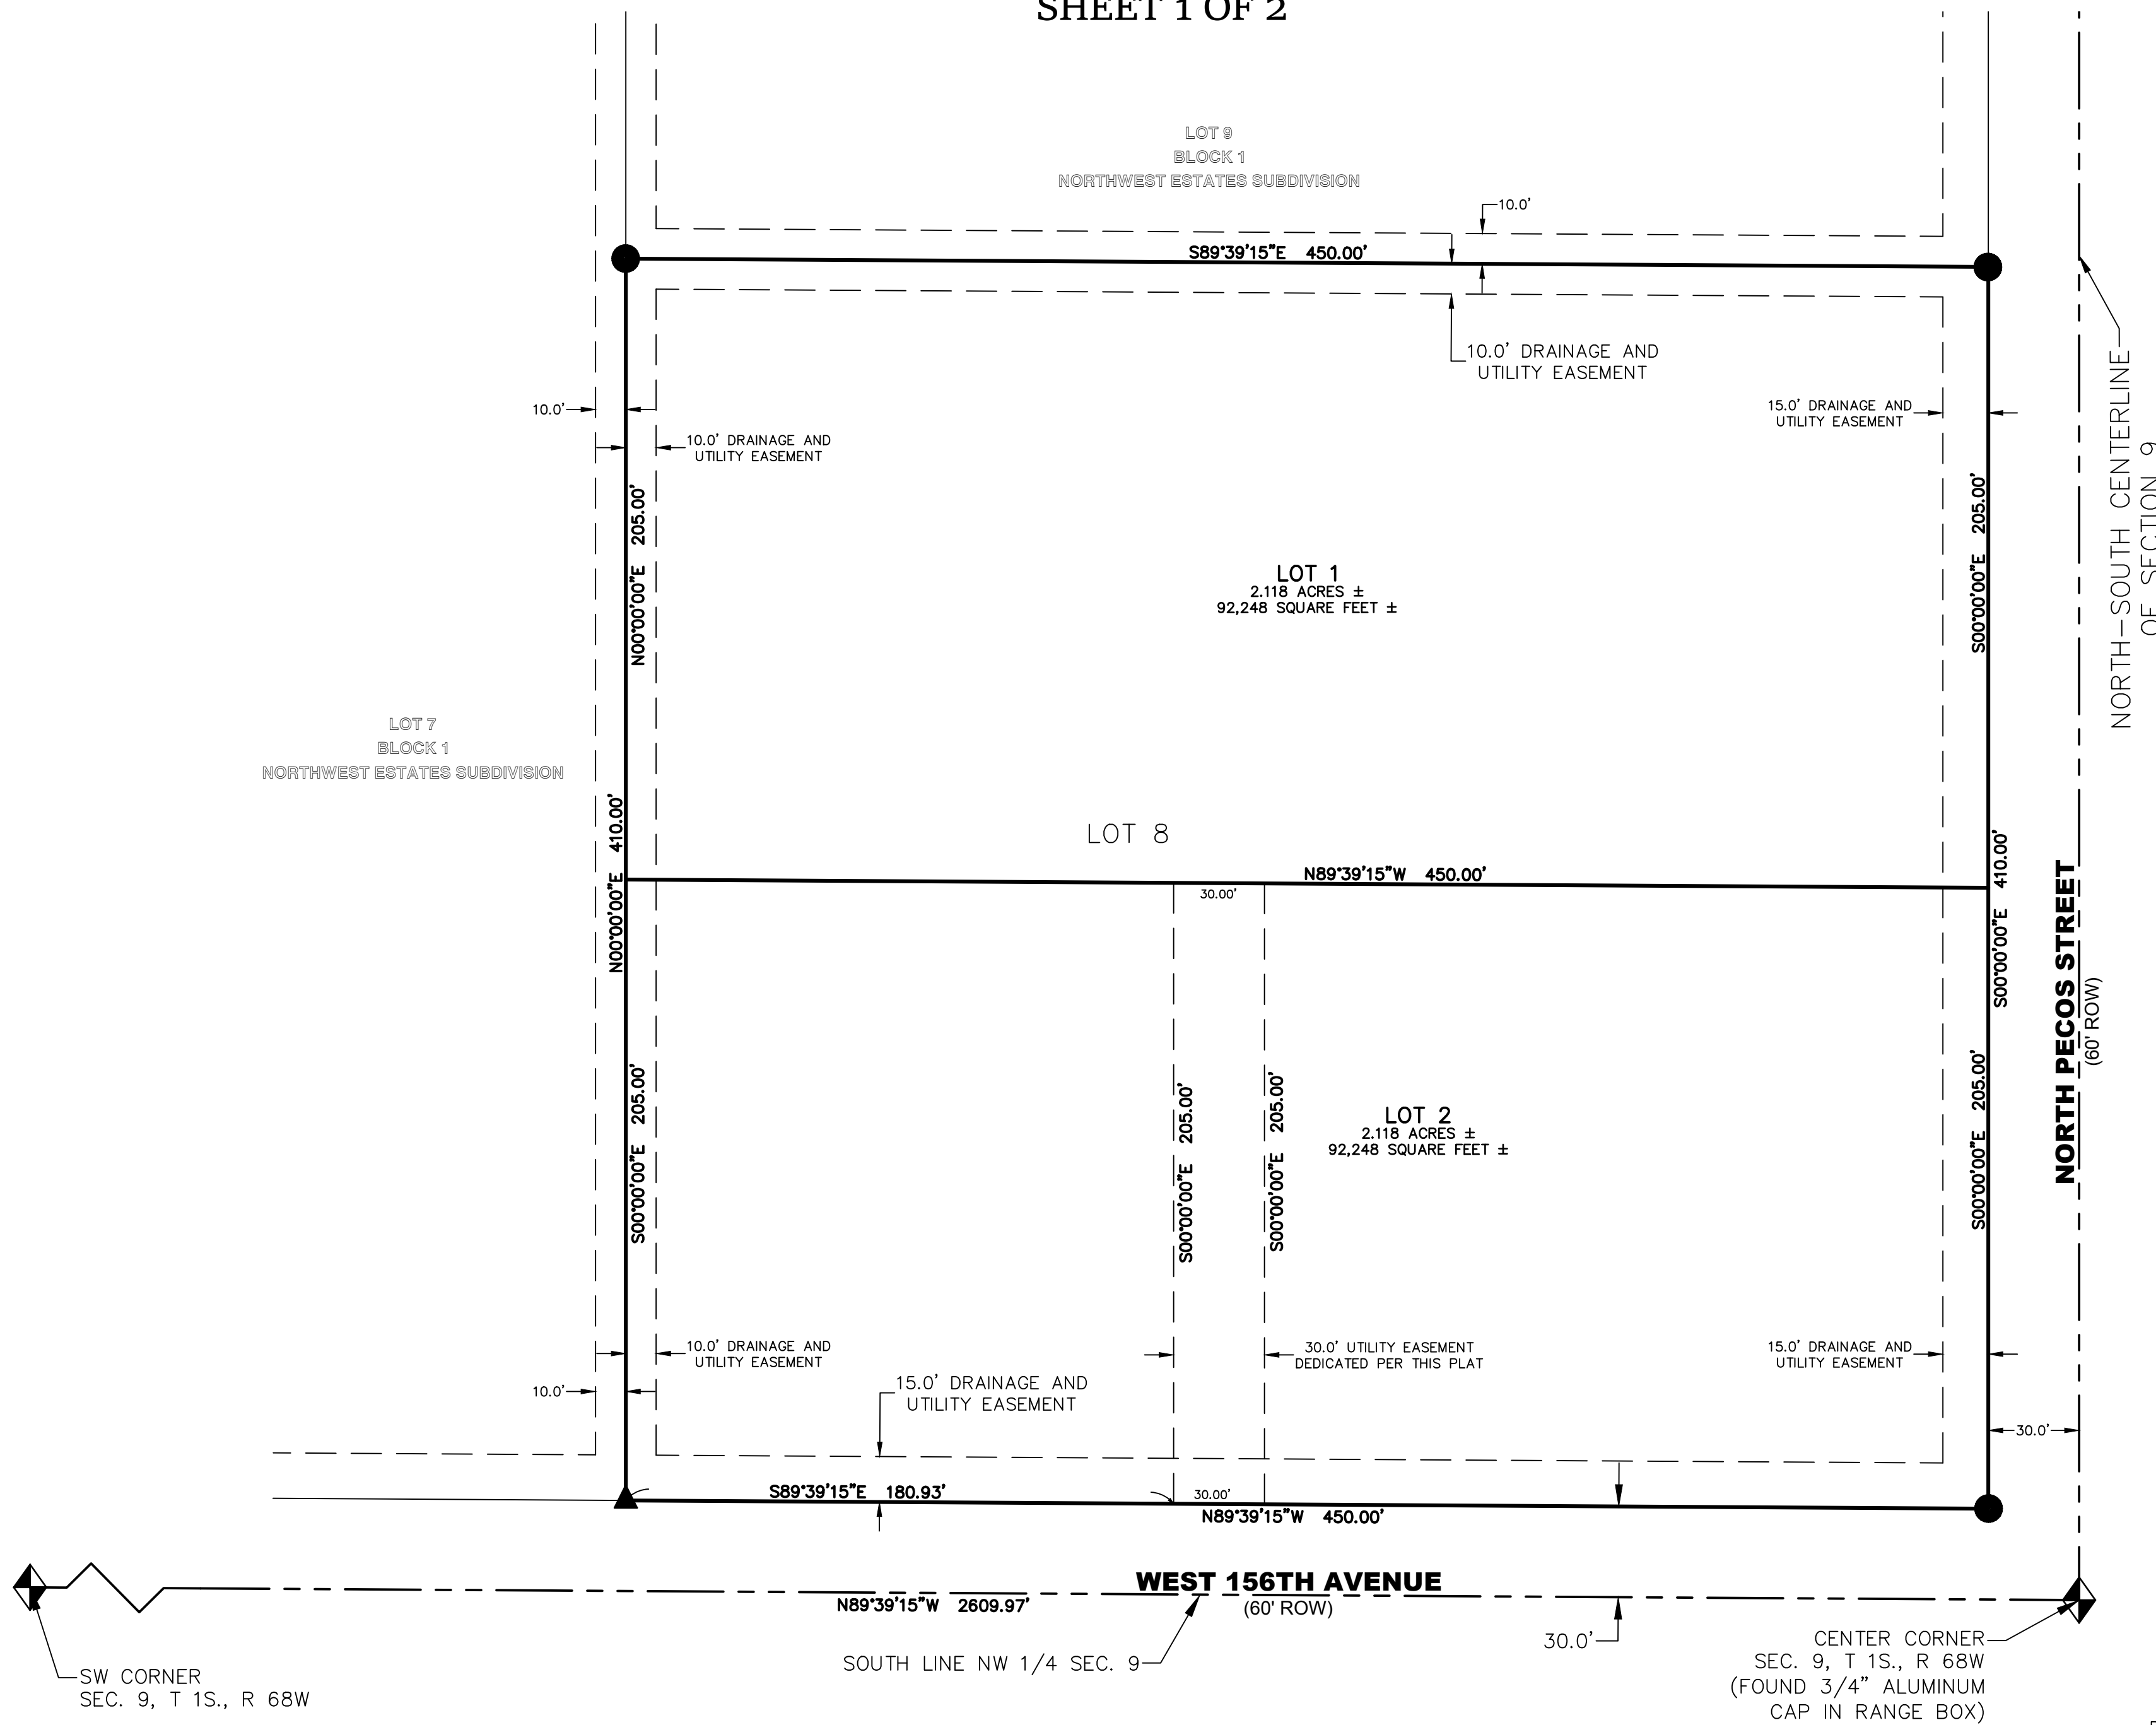 SHEET 1 OF 2
LOT 9
BLOCK 1
NORTHWEST ESTATES SUBDIVISION
10.0'
S89°39'15"E 450.00'
10.0' DRAINAGE AND
UTILITY EASEMENT
10.0'
10.0' DRAINAGE AND
UTILITY EASEMENT
15.0' DRAINAGE AND
UTILITY EASEMENT
NORTH-SOUTH CENTERLINE
OF SECTION 9
N00°00'00"E 205.00'
S00°00'00"E 205.00'
LOT 1
2.118 ACRES ±
92,248 SQUARE FEET ±
LOT 7
BLOCK 1
NORTHWEST ESTATES SUBDIVISION
N00°00'00"E 410.00'
LOT 8
N89°39'15"W 450.00'
30.00'
S00°00'00"E 410.00'
NORTH PECOS STREET
(60' ROW)
S00°00'00"E 205.00'
S00°00'00"E 205.00'
S00°00'00"E 205.00'
LOT 2
2.118 ACRES ±
92,248 SQUARE FEET ±
S00°00'00"E 205.00'
10.0' DRAINAGE AND
UTILITY EASEMENT
30.0' UTILITY EASEMENT
DEDICATED PER THIS PLAT
15.0' DRAINAGE AND
UTILITY EASEMENT
10.0'
15.0' DRAINAGE AND
UTILITY EASEMENT
30.0'
S89°39'15"E 180.93'
30.00'
N89°39'15"W 450.00'
WEST 156TH AVENUE
(60' ROW)
N89°39'15"W 2609.97'
30.0'
SOUTH LINE NW 1/4 SEC. 9
SW CORNER
SEC. 9, T 1S., R 68W
CENTER CORNER
SEC. 9, T 1S., R 68W
(FOUND 3/4" ALUMINUM
CAP IN RANGE BOX)